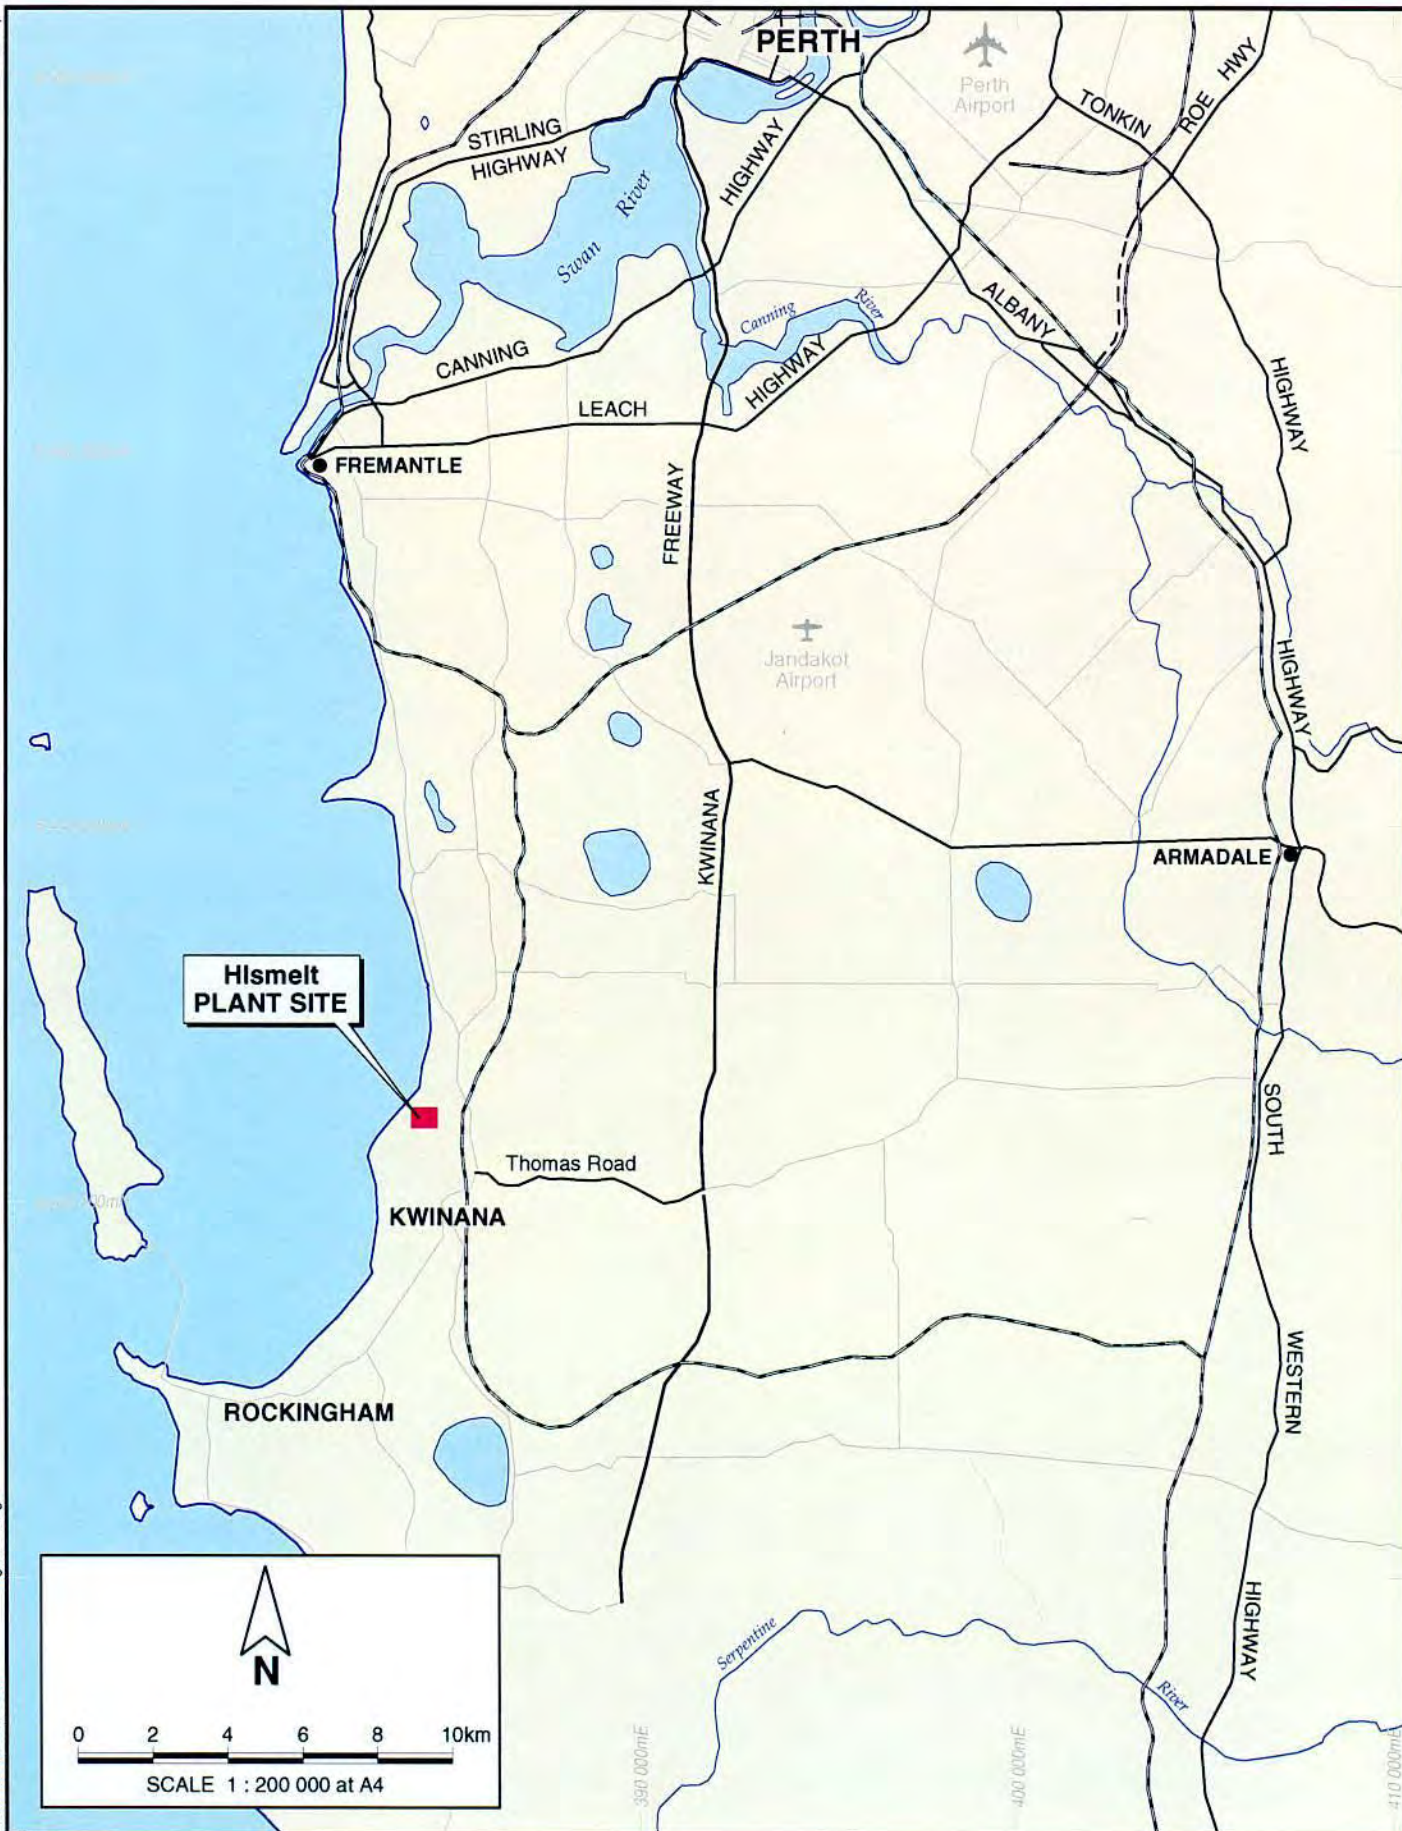 PERTH
Perth
Airport
TONKIN
ROE HWY
STIRLING
HIGHWAY
HIGHWAY
Swan River
Canning River
ALBANY
CANNING
HIGHWAY
HIGHWAY
LEACH
FREMANTLE
FREEWAY
Jandakot
Airport
HIGHWAY
KWINANA
ARMADALE
HIsmelt
PLANT SITE
SOUTH
Thomas Road
KWINANA
WESTERN
ROCKINGHAM
HIGHWAY
Serpentine River
N
0 2 4 6 8 10km
SCALE 1 : 200 000 at A4
390 000mE
400 000mE
410 000mE